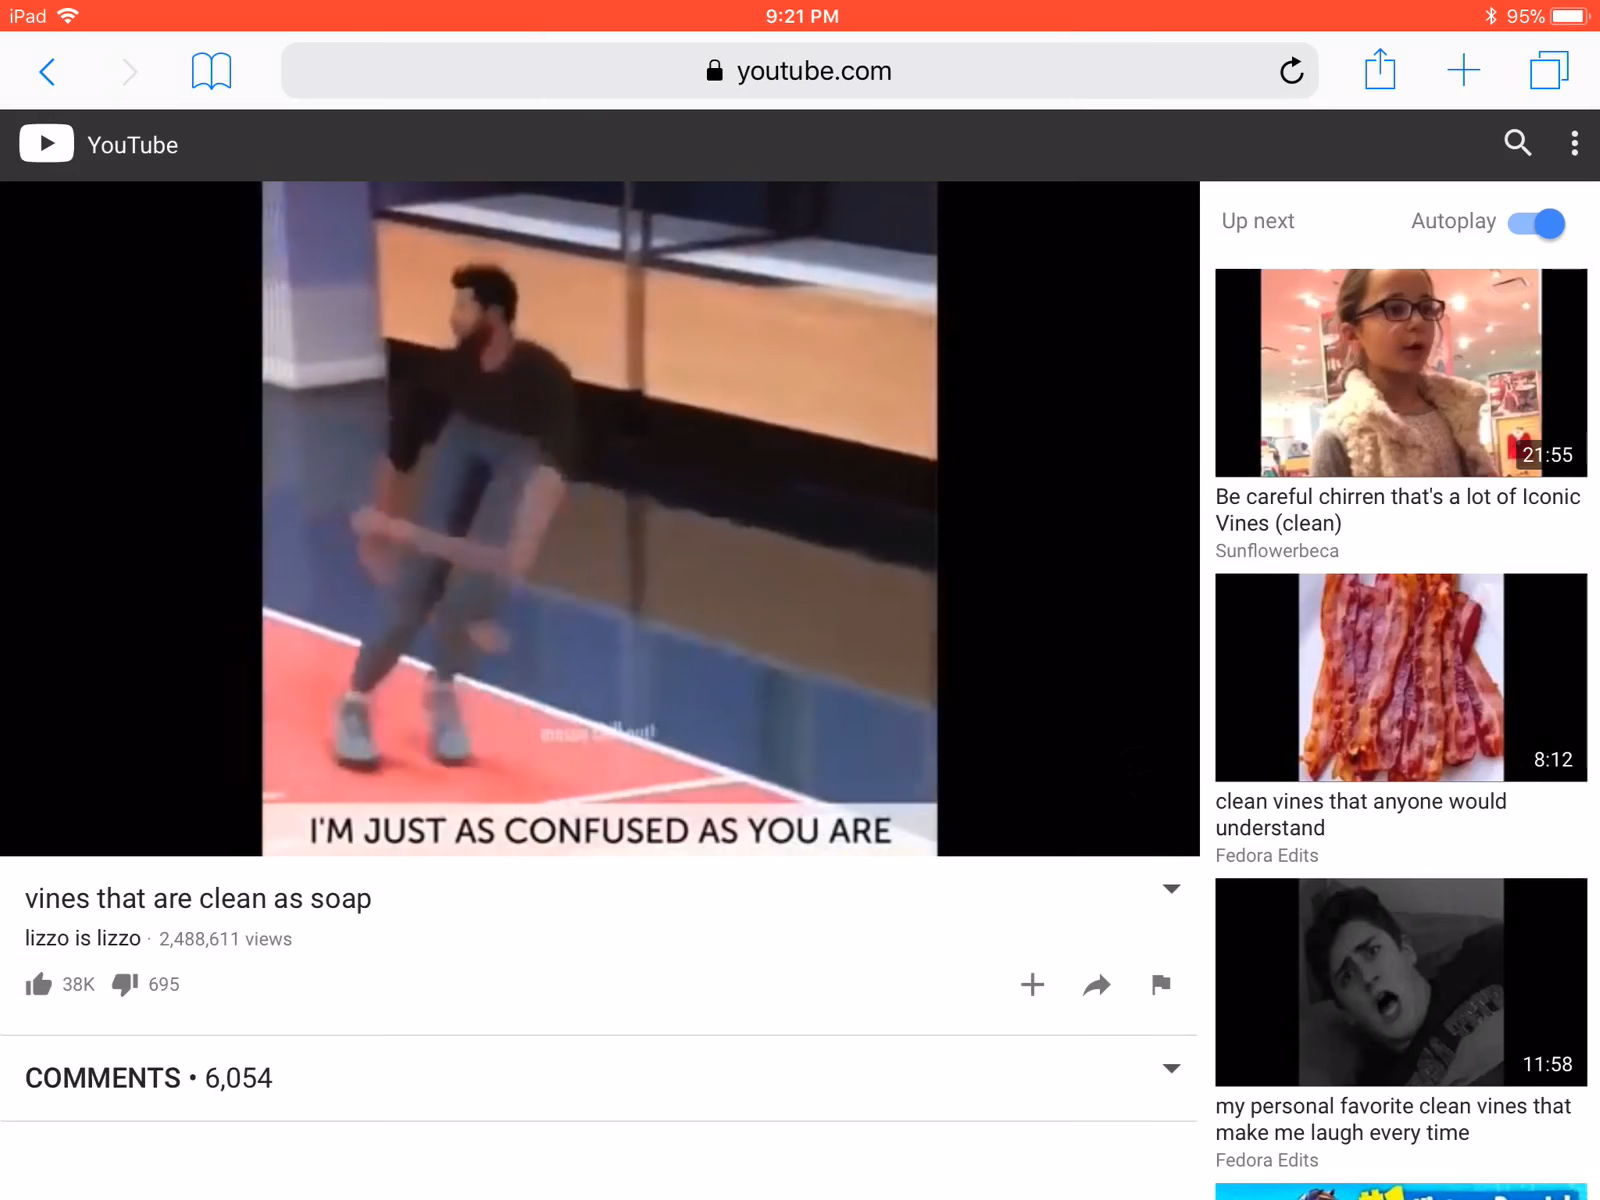 iPad
9:21 PM
95%
youtube.com
YouTube
Up next
Autoplay
21:55
Be careful chirren that's a lot of Iconic
Vines (clean)
Sunflowerbeca
8:12
clean vines that anyone would
understand
Fedora Edits
11:58
my personal favorite clean vines that
make me laugh every time
Fedora Edits
I'M JUST AS CONFUSED AS YOU ARE
vines that are clean as soap
lizzo is lizzo · 2,488,611 views
38K
695
COMMENTS • 6,054